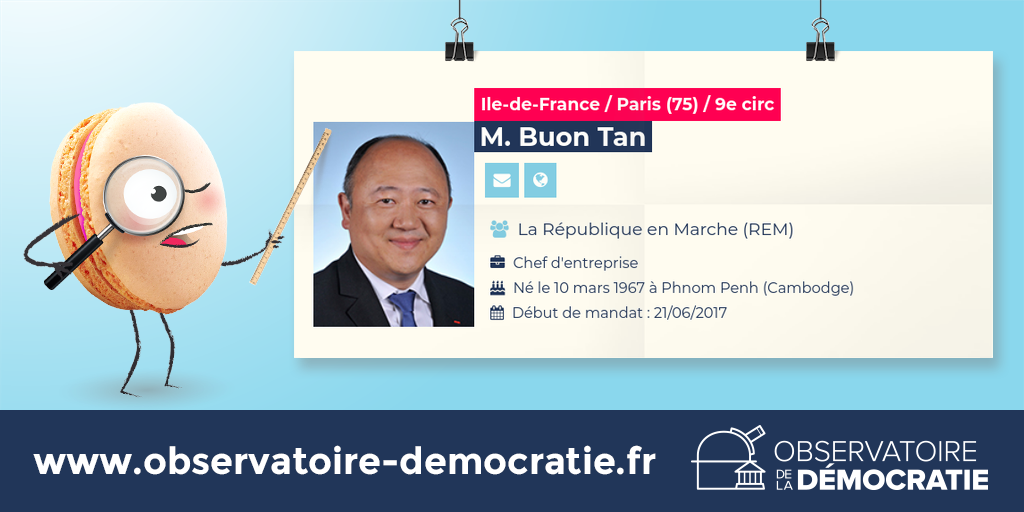 Ile-de-France / Paris (75) / 9e circ
M. Buon Tan
La République en Marche (REM)
Chef d'entreprise
Né le 10 mars 1967 à Phnom Penh (Cambodge)
Début de mandat : 21/06/2017
www.observatoire-democratie.fr
OBSERVATOIRE
DE LA DÉMOCRATIE